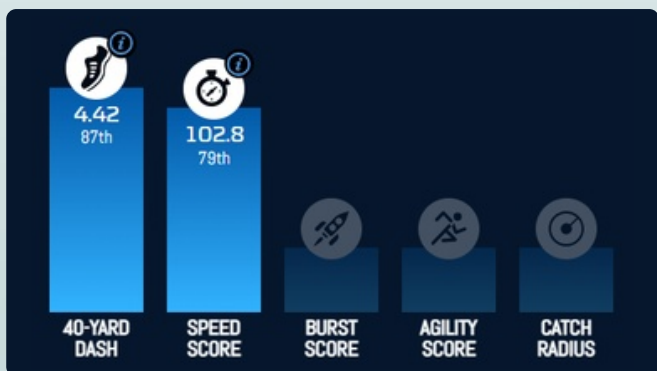 i
i
4.42
87th
102.8
79th
40-YARD
DASH
SPEED
SCORE
BURST
SCORE
AGILITY
SCORE
CATCH
RADIUS